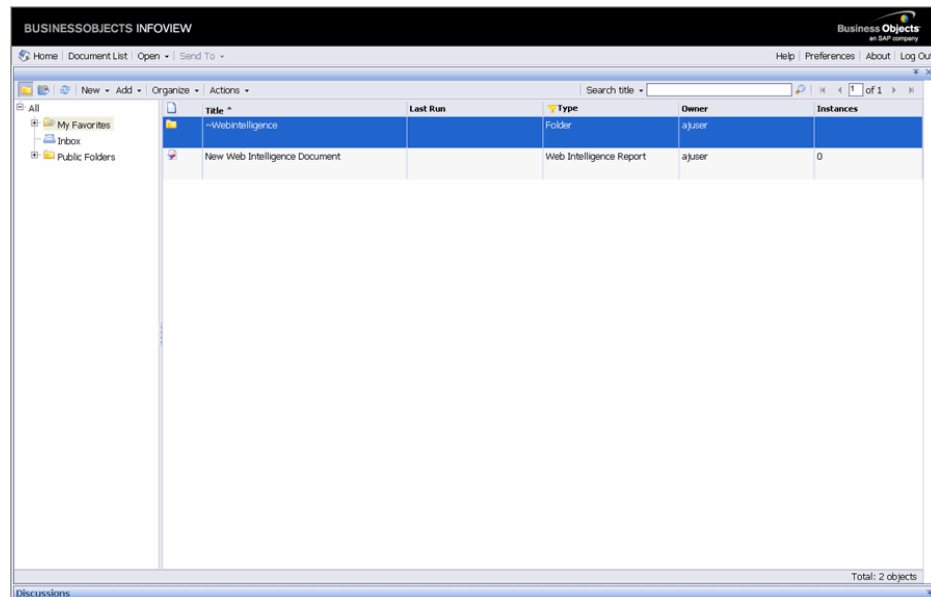 BUSINESSOBJECTS INFOVIEW
Business Objects
an SAP company
Home Document List Open Send To Help Preferences About Log Out
New Add Organize Actions Search title 1 of 1
All
My Favorites
Inbox
Public Folders
Title Last Run Type Owner Instances
~Webintelligence Folder ajuser
New Web Intelligence Document Web Intelligence Report ajuser 0
Total: 2 objects
Discussions